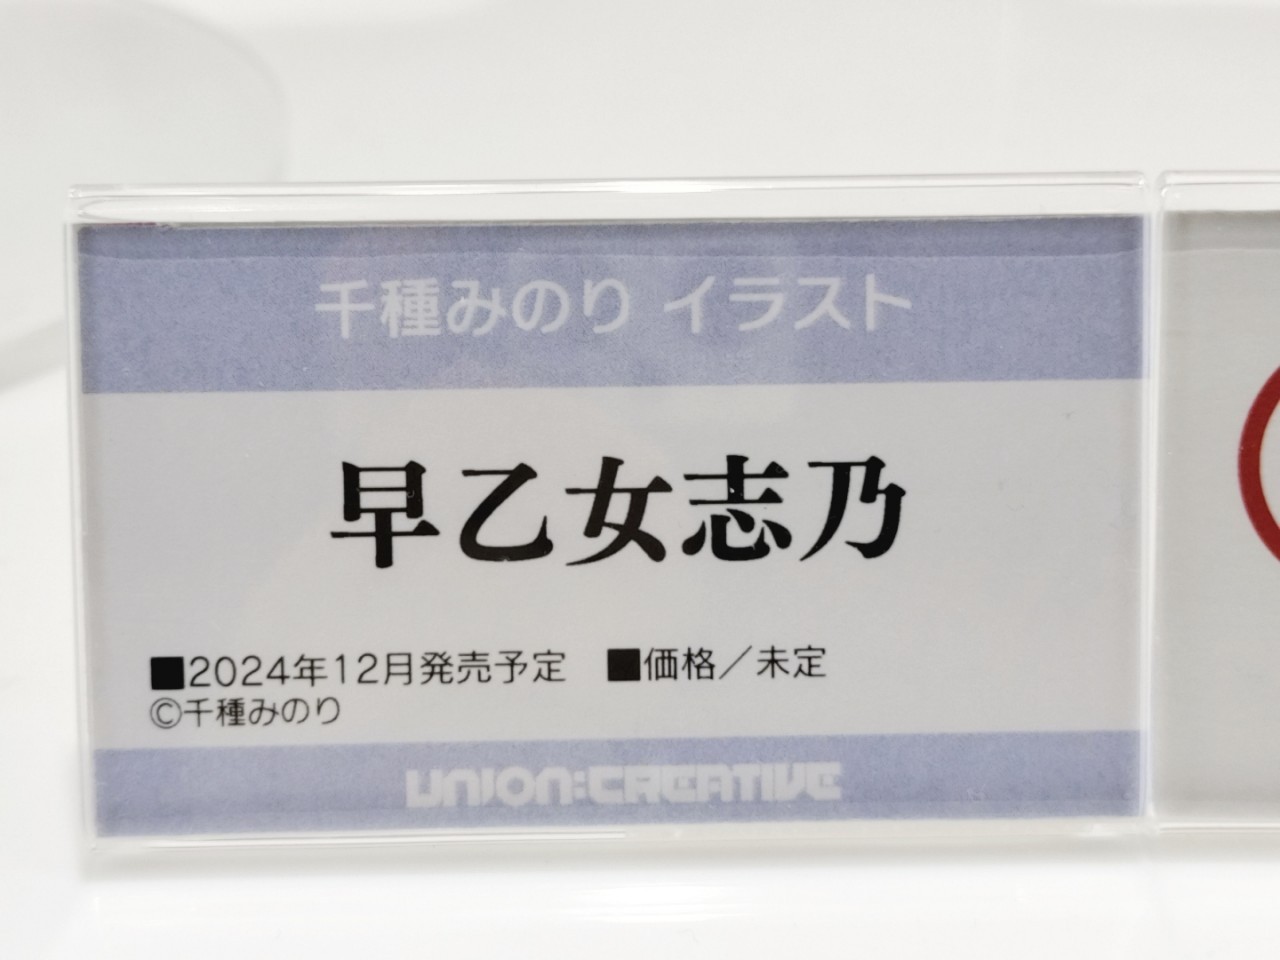 千種みのり イラスト
早乙女志乃
■2024年12月発売予定　■価格／未定
©千種みのり
UNION:CREATIVE